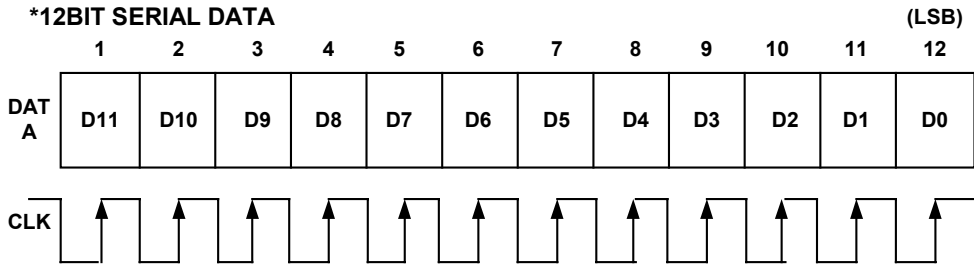 *12BIT SERIAL DATA (LSB)
1 2 3 4 5 6 7 8 9 10 11 12
DAT
A
D11 D10 D9 D8 D7 D6 D5 D4 D3 D2 D1 D0
CLK